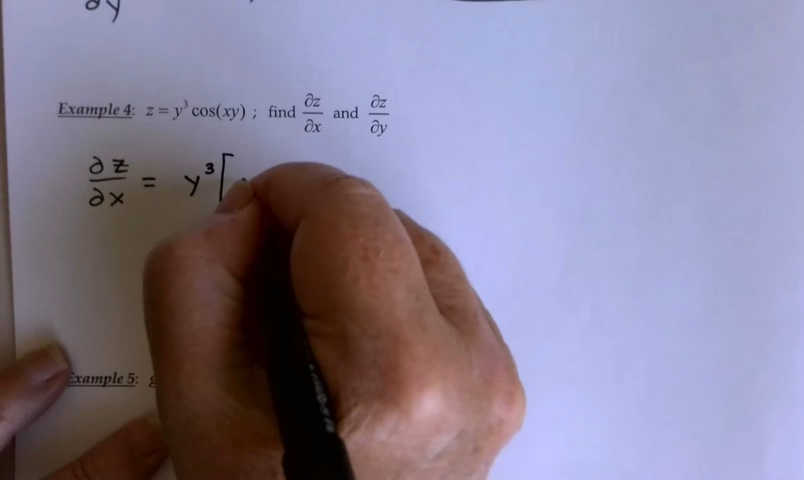 ∂y
Example 4: z = y³ cos(xy) ; find ∂z/∂x and ∂z/∂y
∂z/∂x = y³[
Example 5: g